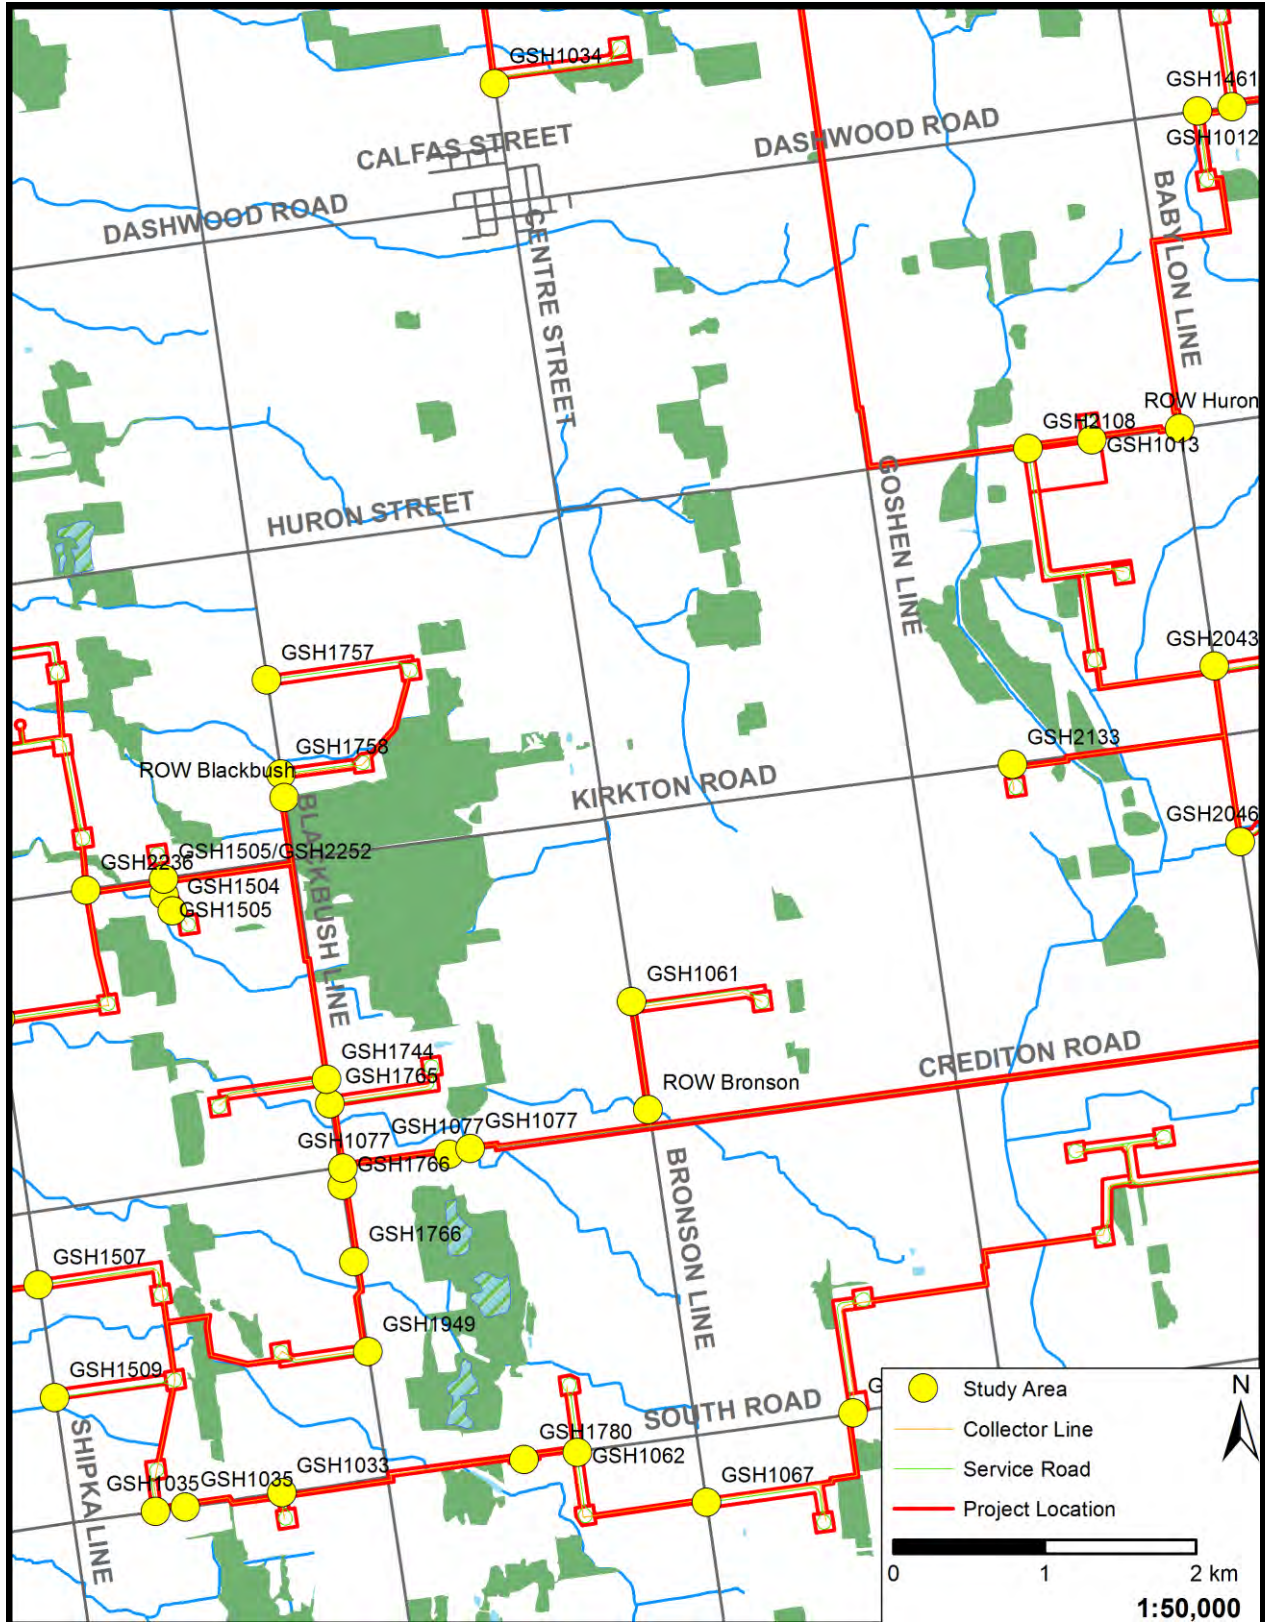 GSH1034
GSH1461
CALFAS STREET
DASHWOOD ROAD
GSH1012
DASHWOOD ROAD
CENTRE STREET
BABYLON LINE
ROW Huron
GSH2108
GSH1013
HURON STREET
GOSHEN LINE
GSH1757
GSH2043
GSH1758
ROW Blackbush
GSH2133
KIRKTON ROAD
BLACKBUSH LINE
GSH2046
GSH1505/GSH2252
GSH2236
GSH1504
GSH1505
GSH1061
GSH1744
GSH1765
CREDITON ROAD
ROW Bronson
GSH1077
GSH1077
GSH1077
GSH1766
BRONSON LINE
GSH1766
GSH1507
GSH1949
GSH1509
SOUTH ROAD
G
GSH1780
GSH1062
GSH1033
GSH1035
GSH1035
GSH1067
SHIPKA LINE
Study Area
N
Collector Line
Service Road
Project Location
0 1 2 km
1:50,000